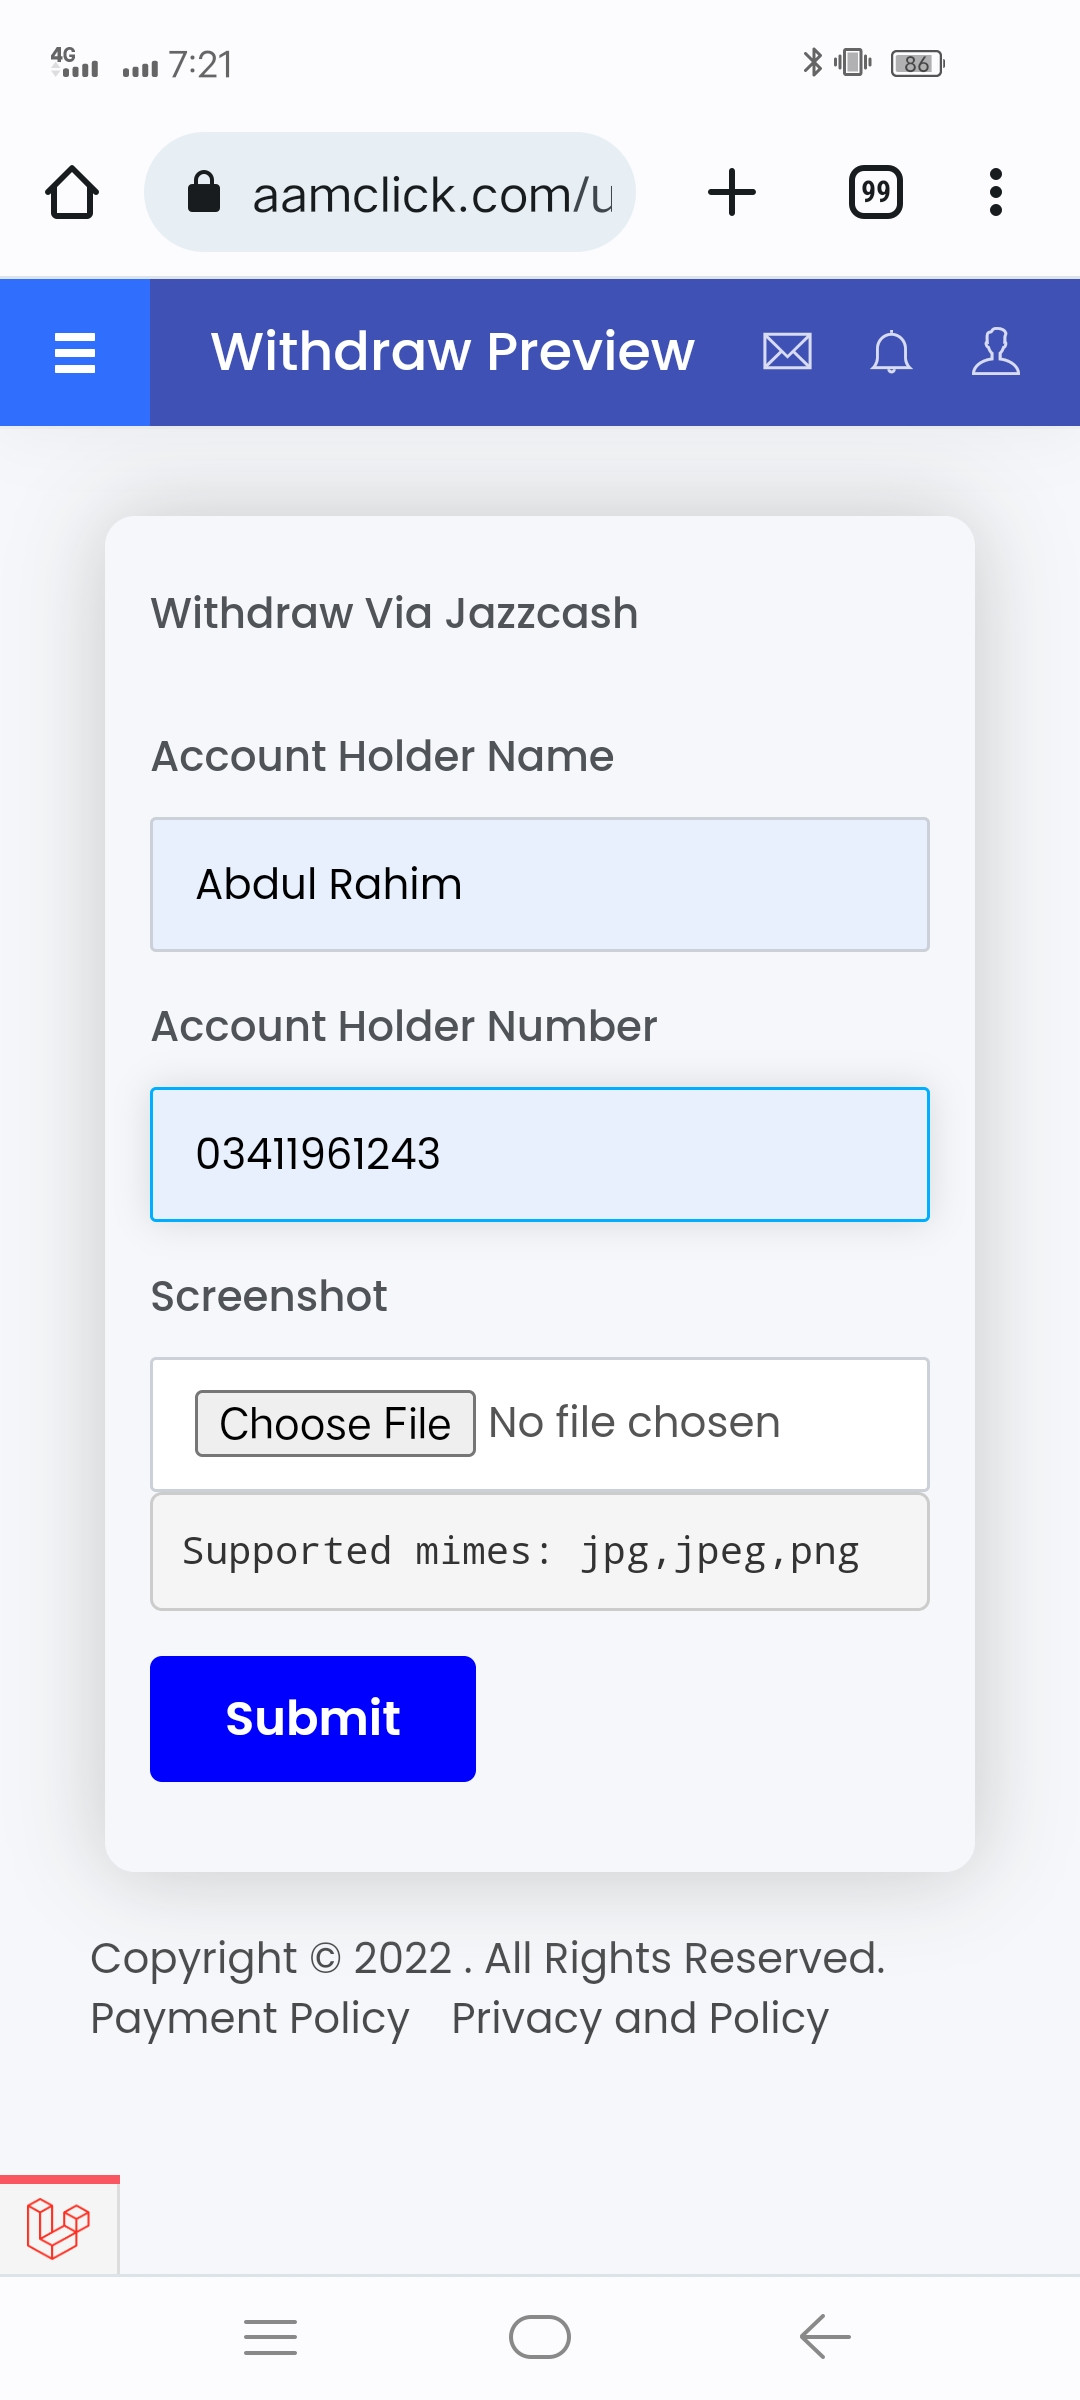 4G 7:21 86
aamclick.com/u 99
Withdraw Preview
Withdraw Via Jazzcash
Account Holder Name
Abdul Rahim
Account Holder Number
03411961243
Screenshot
Choose File No file chosen
Supported mimes: jpg,jpeg,png
Submit
Copyright © 2022 . All Rights Reserved.
Payment Policy Privacy and Policy